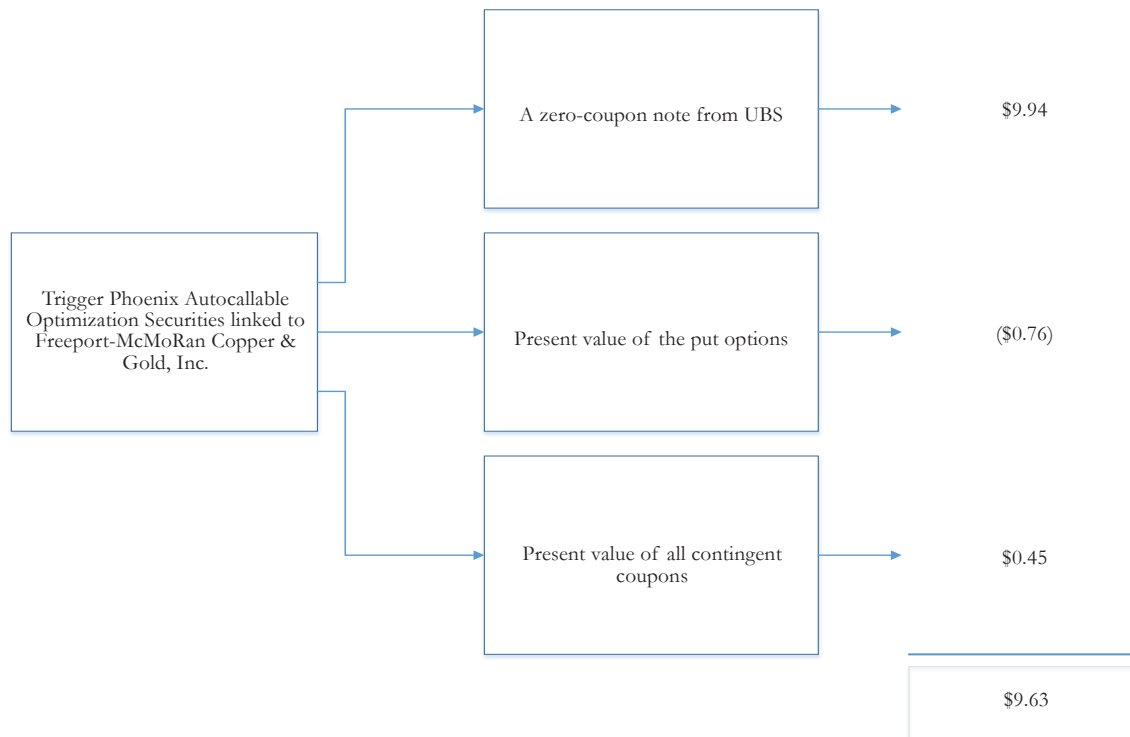 A zero-coupon note from UBS
$9.94
Trigger Phoenix Autocallable
Optimization Securities linked to
Freeport-McMoRan Copper &
Gold, Inc.
Present value of the put options
($0.76)
Present value of all contingent
coupons
$0.45
$9.63